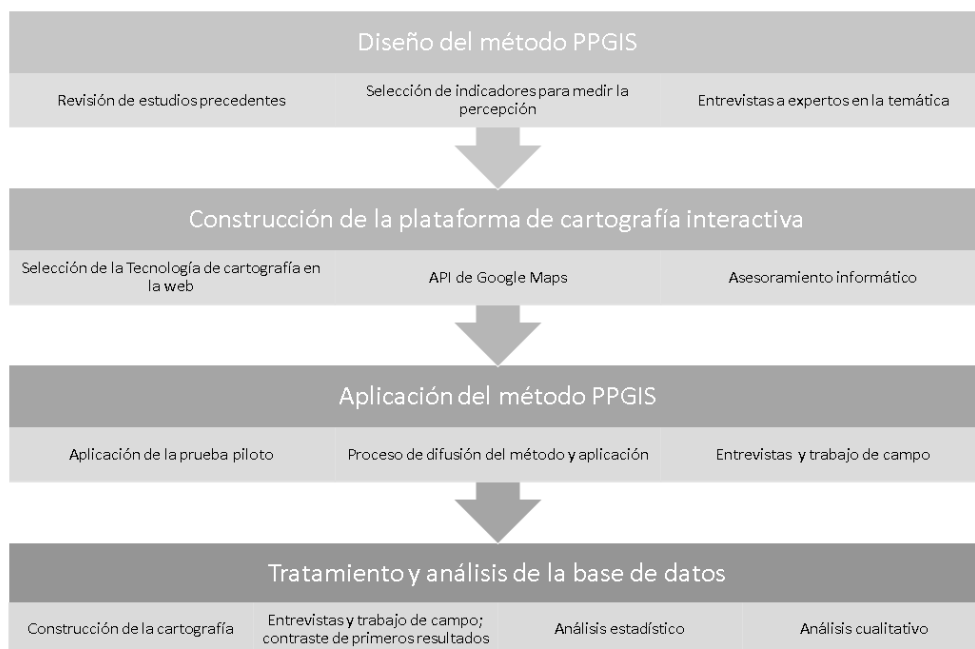 Diseño del método PPGIS
Revisión de estudios precedentes
Selección de indicadores para medir la
percepción
Entrevistas a expertos en la temática
Construcción de la plataforma de cartografía interactiva
Selección de la Tecnología de cartografía en
la web
API de Google Maps
Asesoramiento informático
Aplicación del método PPGIS
Aplicación de la prueba piloto
Proceso de difusión del método y aplicación
Entrevistas y trabajo de campo
Tratamiento y análisis de la base de datos
Construcción de la cartografía
Entrevistas y trabajo de campo;
contraste de primeros resultados
Análisis estadístico
Análisis cualitativo